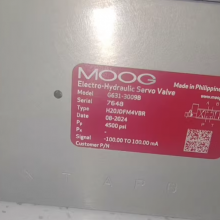 MOOG
Electro-Hydraulic Servo Valve
Made in Philippin
Model G631-3009B
Serial 7648
Type H20JOFM4VBR
Date 08-2024
Pₚ 4500 psi
Pₓ -
Signal -100.00 TO 100.00 mA
Customer P/N